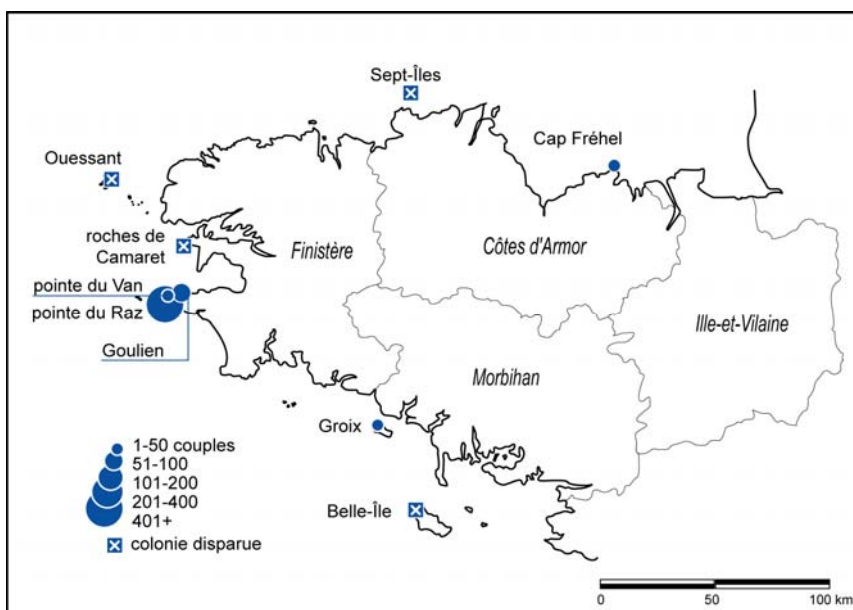 Sept-Îles
Cap Fréhel
Ouessant
roches de
Camaret
Finistère
Côtes d'Armor
pointe du Van
pointe du Raz
Goulien
Ille-et-Vilaine
Morbihan
Groix
Belle-Île
1-50 couples
51-100
101-200
201-400
401+
colonie disparue
0 50 100 km